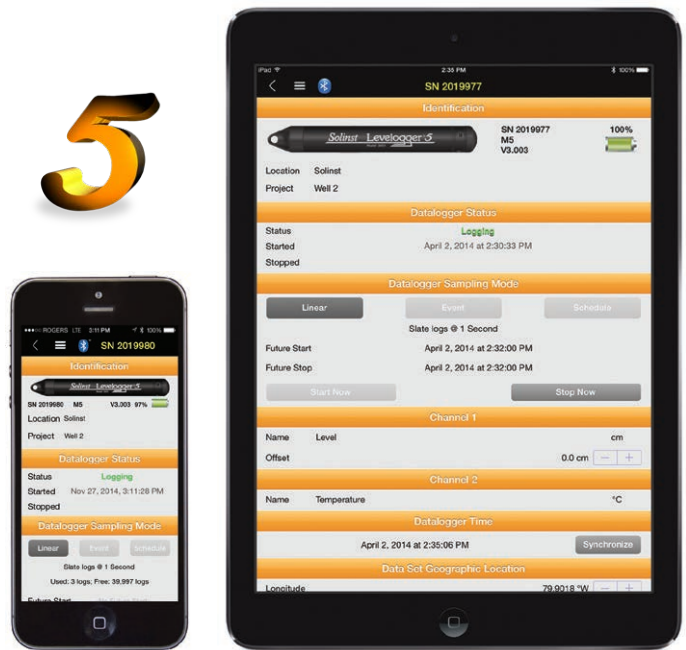 5
iPad 2:35 PM 100%
SN 2019977
Identification
Solinst Levelogger 5
SN 2019977 100%
M5
V3.003
Location Solinst
Project Well 2
Datalogger Status
Status Logging
Started April 2, 2014 at 2:30:33 PM
Stopped
Datalogger Sampling Mode
Linear Event Schedule
Slate logs @ 1 Second
Future Start April 2, 2014 at 2:32:00 PM
Future Stop April 2, 2014 at 2:32:00 PM
Start Now Stop Now
Channel 1
Name Level cm
Offset 0.0 cm − +
Channel 2
Name Temperature °C
Datalogger Time
April 2, 2014 at 2:35:06 PM Synchronize
Data Set Geographic Location
Longitude 79.9018 °W − +
ROGERS LTE 2:11 PM 100%
SN 2019980
Identification
Solinst Levelogger 5
SN 2019980 M5 V3.003 97%
Location Solinst
Project Well 2
Datalogger Status
Status Logging
Started Nov 27, 2014, 3:11:28 PM
Stopped
Datalogger Sampling Mode
Linear Event Schedule
Slate logs @ 1 Second
Used: 3 logs; Free: 39,997 logs
Future Start